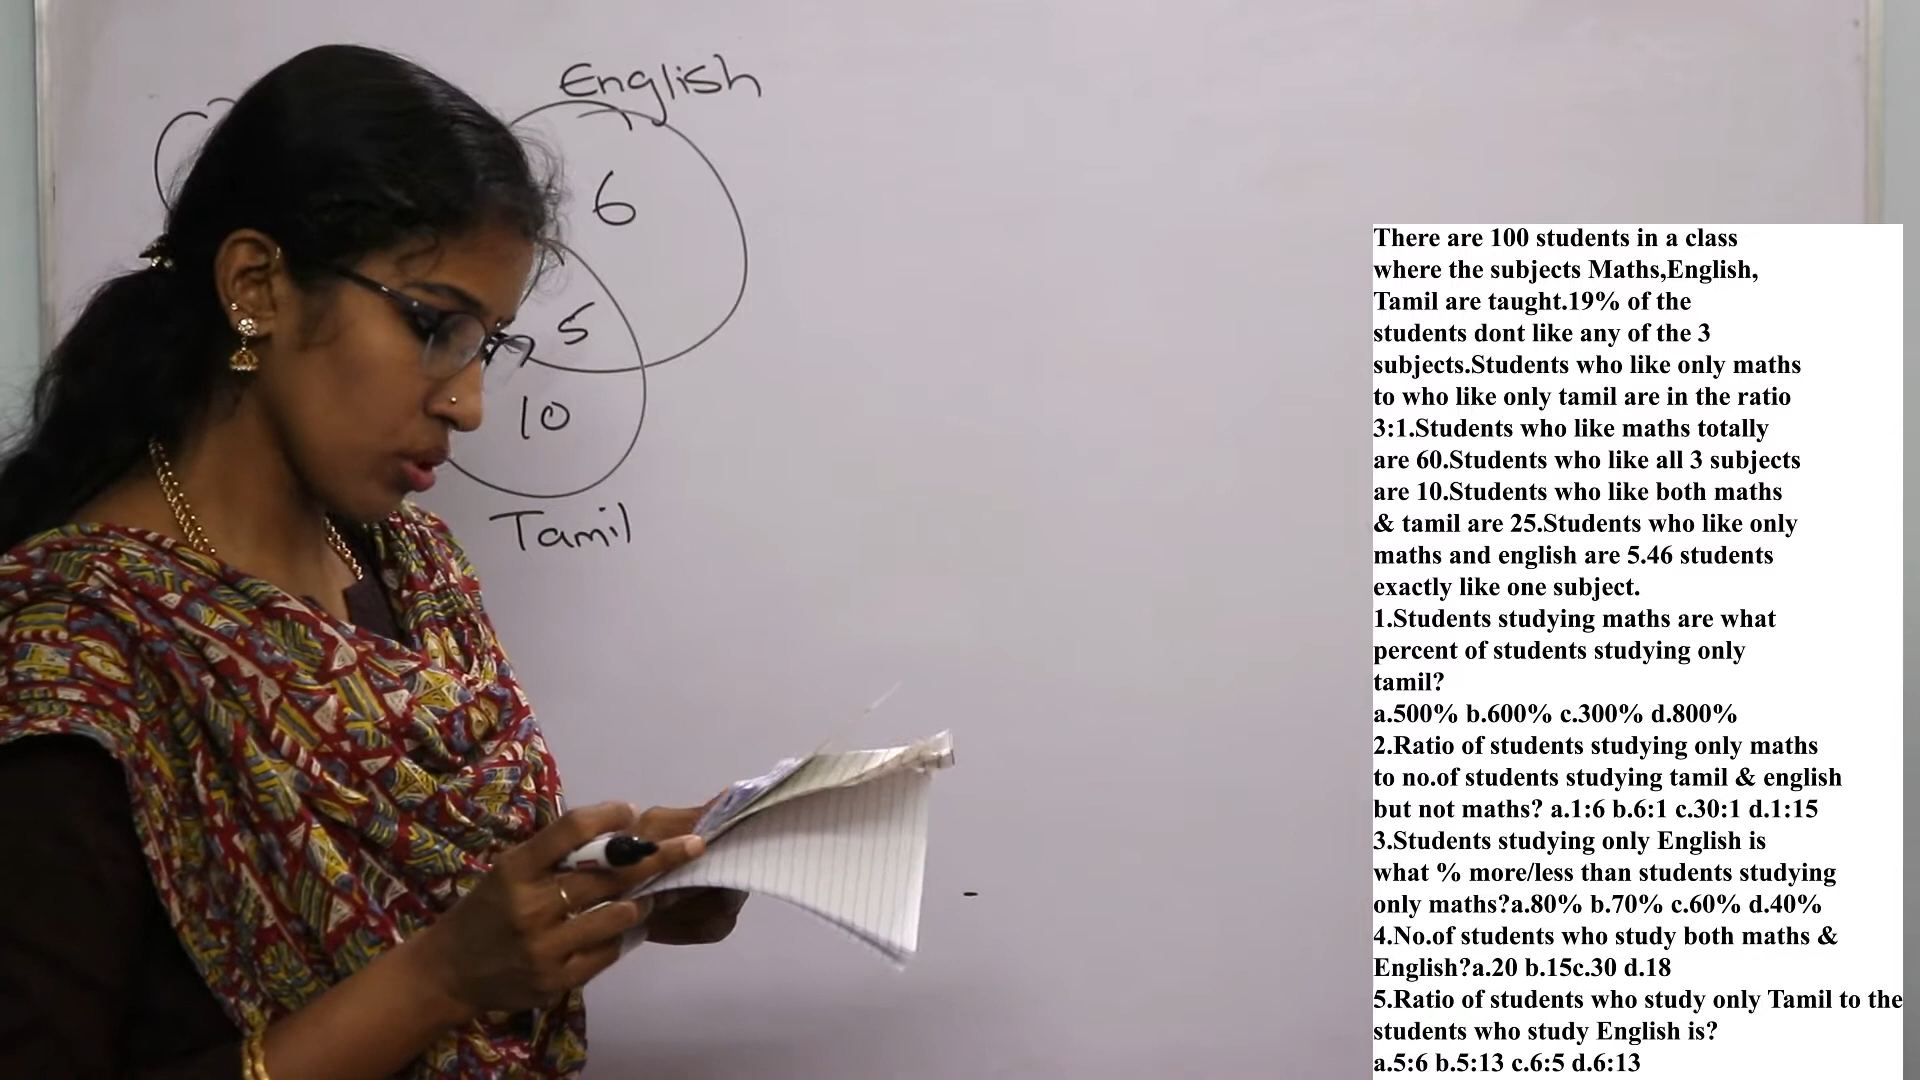 English
6
5
10
Tamil
There are 100 students in a class
where the subjects Maths,English,
Tamil are taught.19% of the
students dont like any of the 3
subjects.Students who like only maths
to who like only tamil are in the ratio
3:1.Students who like maths totally
are 60.Students who like all 3 subjects
are 10.Students who like both maths
& tamil are 25.Students who like only
maths and english are 5.46 students
exactly like one subject.
1.Students studying maths are what
percent of students studying only
tamil?
a.500% b.600% c.300% d.800%
2.Ratio of students studying only maths
to no.of students studying tamil & english
but not maths? a.1:6 b.6:1 c.30:1 d.1:15
3.Students studying only English is
what % more/less than students studying
only maths?a.80% b.70% c.60% d.40%
4.No.of students who study both maths &
English?a.20 b.15c.30 d.18
5.Ratio of students who study only Tamil to the
students who study English is?
a.5:6 b.5:13 c.6:5 d.6:13